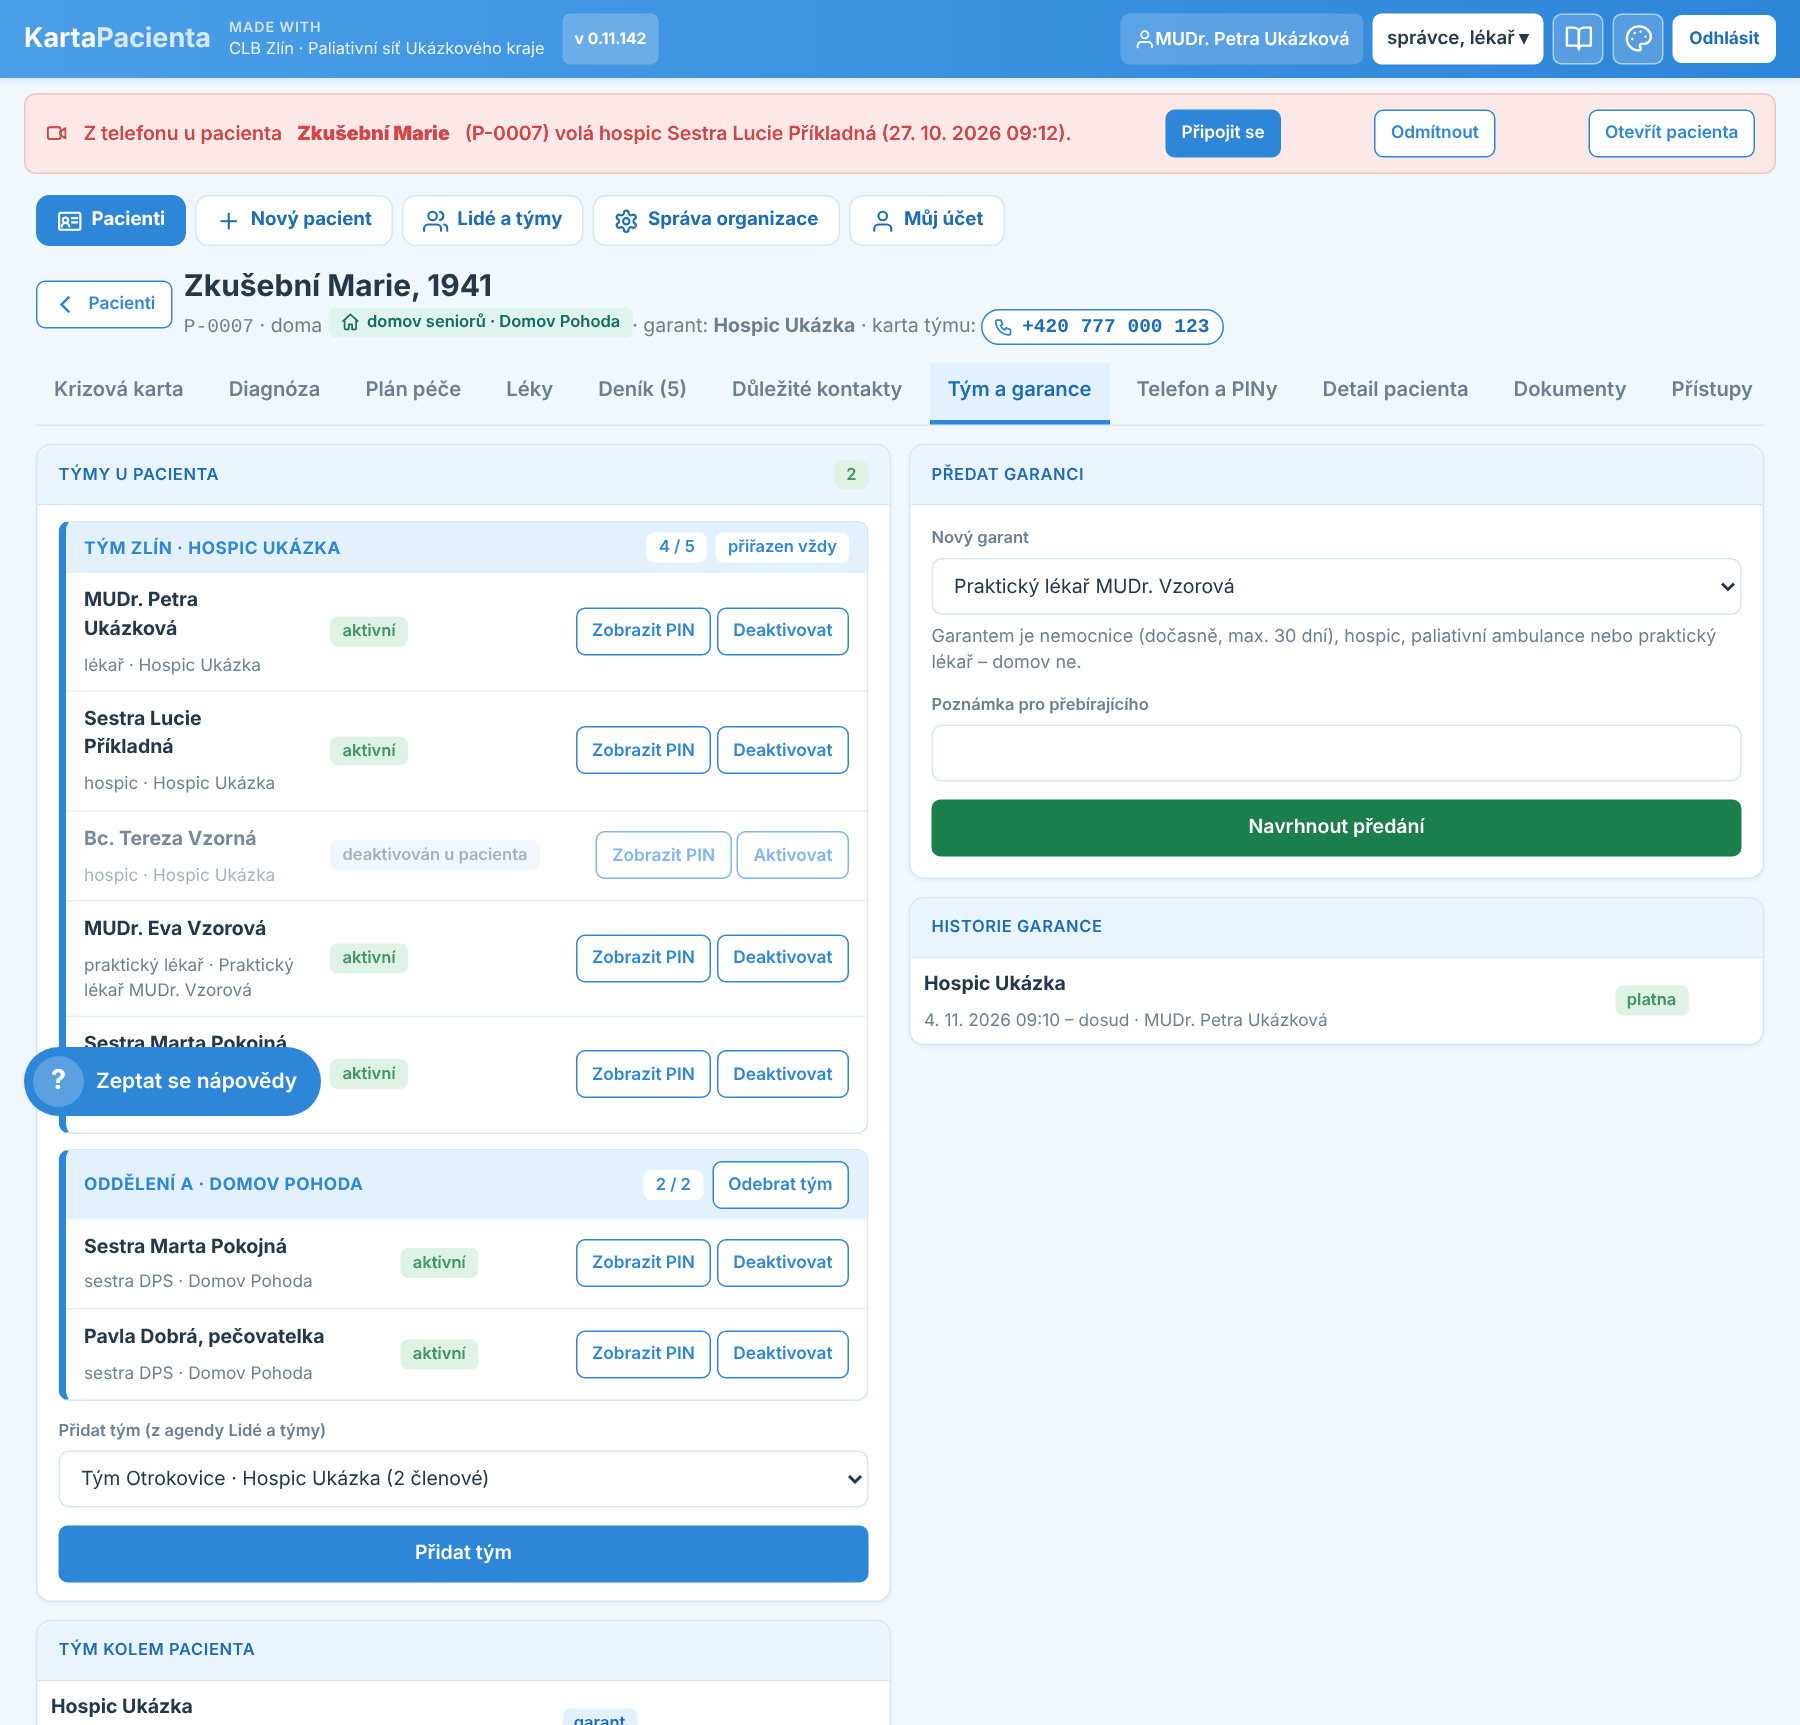 KartaPacienta
MADE WITH
CLB Zlín · Paliativní síť Ukázkového kraje
v 0.11.142
MUDr. Petra Ukázková
správce, lékař ▾
Odhlásit
Z telefonu u pacienta Zkušební Marie (P-0007) volá hospic Sestra Lucie Příkladná (27. 10. 2026 09:12).
Připojit se
Odmítnout
Otevřít pacienta
Pacienti
Nový pacient
Lidé a týmy
Správa organizace
Můj účet
Pacienti
Zkušební Marie, 1941
P-0007 · doma domov seniorů · Domov Pohoda · garant: Hospic Ukázka · karta týmu: +420 777 000 123
Krizová karta
Diagnóza
Plán péče
Léky
Deník (5)
Důležité kontakty
Tým a garance
Telefon a PINy
Detail pacienta
Dokumenty
Přístupy
TÝMY U PACIENTA
2
TÝM ZLÍN · HOSPIC UKÁZKA
4 / 5
přiřazen vždy
MUDr. Petra
Ukázková
lékař · Hospic Ukázka
aktivní
Zobrazit PIN
Deaktivovat
Sestra Lucie
Příkladná
hospic · Hospic Ukázka
aktivní
Zobrazit PIN
Deaktivovat
Bc. Tereza Vzorná
hospic · Hospic Ukázka
deaktivován u pacienta
Zobrazit PIN
Aktivovat
MUDr. Eva Vzorová
praktický lékař · Praktický
lékař MUDr. Vzorová
aktivní
Zobrazit PIN
Deaktivovat
Sestra Marta Pokojná
aktivní
Zobrazit PIN
Deaktivovat
? Zeptat se nápovědy
ODDĚLENÍ A · DOMOV POHODA
2 / 2
Odebrat tým
Sestra Marta Pokojná
sestra DPS · Domov Pohoda
aktivní
Zobrazit PIN
Deaktivovat
Pavla Dobrá, pečovatelka
sestra DPS · Domov Pohoda
aktivní
Zobrazit PIN
Deaktivovat
Přidat tým (z agendy Lidé a týmy)
Tým Otrokovice · Hospic Ukázka (2 členové)
Přidat tým
TÝM KOLEM PACIENTA
Hospic Ukázka
garant
PŘEDAT GARANCI
Nový garant
Praktický lékař MUDr. Vzorová
Garantem je nemocnice (dočasně, max. 30 dní), hospic, paliativní ambulance nebo praktický
lékař – domov ne.
Poznámka pro přebírajícího
Navrhnout předání
HISTORIE GARANCE
Hospic Ukázka
4. 11. 2026 09:10 – dosud · MUDr. Petra Ukázková
platna